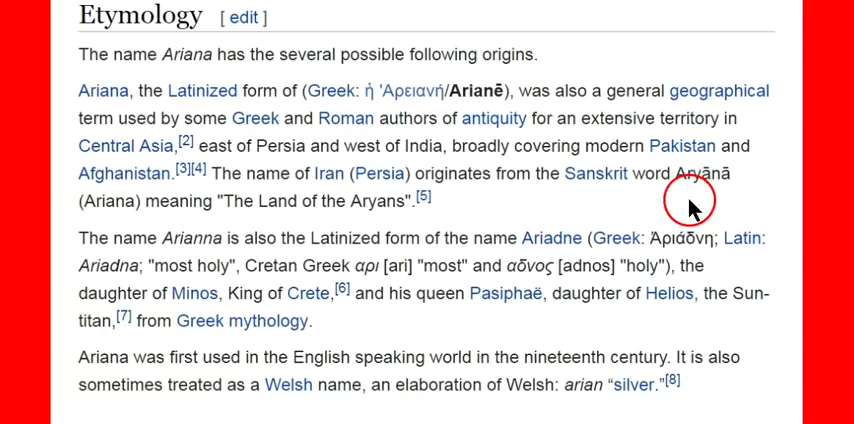 Etymology [ edit ]
The name Ariana has the several possible following origins.
Ariana, the Latinized form of (Greek: ἡ Ἀρειανή/Arianē), was also a general geographical
term used by some Greek and Roman authors of antiquity for an extensive territory in
Central Asia,[2] east of Persia and west of India, broadly covering modern Pakistan and
Afghanistan.[3][4] The name of Iran (Persia) originates from the Sanskrit word Aryānā
(Ariana) meaning "The Land of the Aryans".[5]
The name Arianna is also the Latinized form of the name Ariadne (Greek: Ἀριάδνη; Latin:
Ariadna; "most holy", Cretan Greek αρι [ari] "most" and αδνος [adnos] "holy"), the
daughter of Minos, King of Crete,[6] and his queen Pasiphaë, daughter of Helios, the Sun-
titan,[7] from Greek mythology.
Ariana was first used in the English speaking world in the nineteenth century. It is also
sometimes treated as a Welsh name, an elaboration of Welsh: arian “silver.”[8]